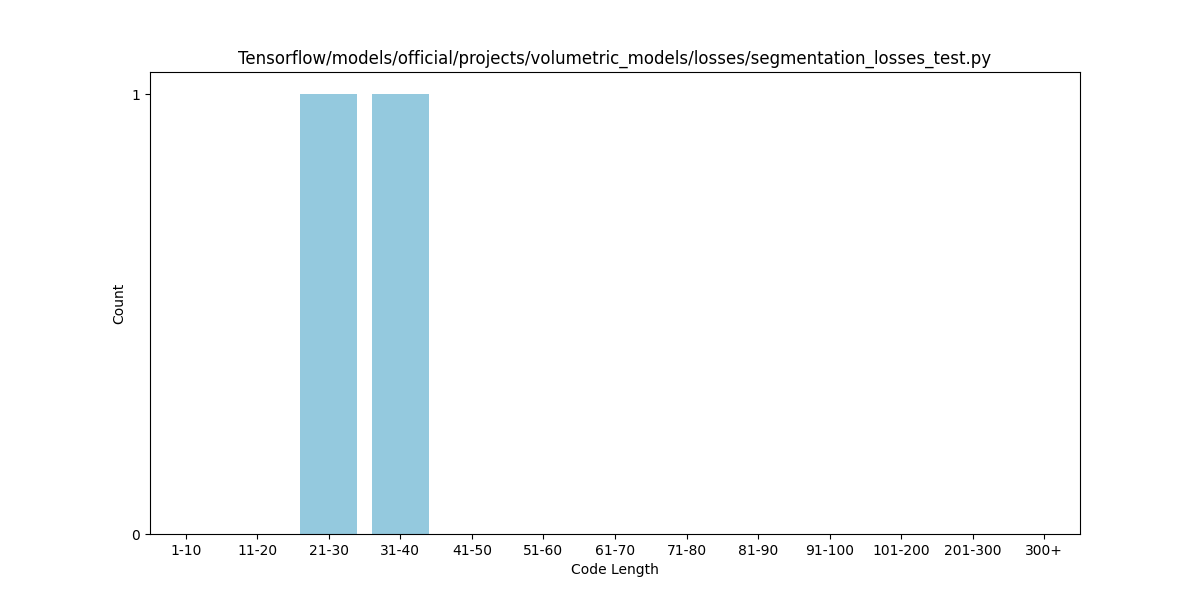 Tensorflow/models/official/projects/volumetric_models/losses/segmentation_losses_test.py
1
Count
0
1-10 11-20 21-30 31-40 41-50 51-60 61-70 71-80 81-90 91-100 101-200 201-300 300+
Code Length